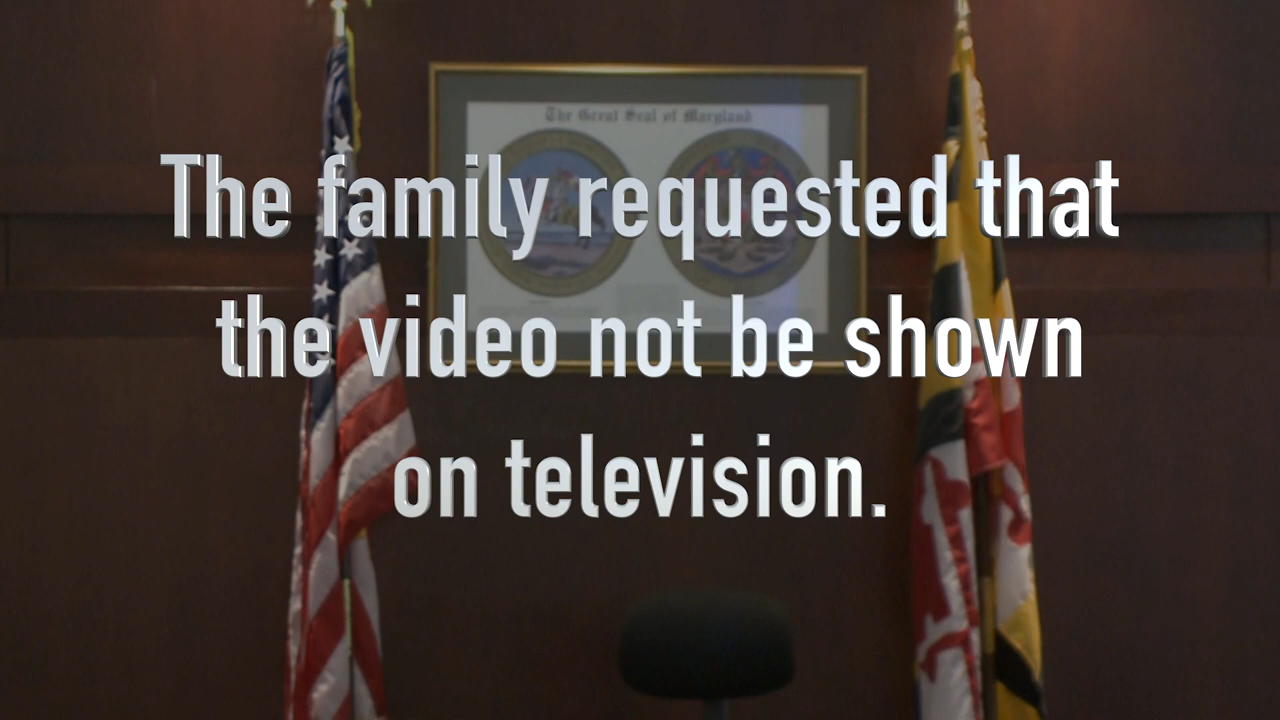 The Great Seal of Maryland
The family requested that
the video not be shown
on television.